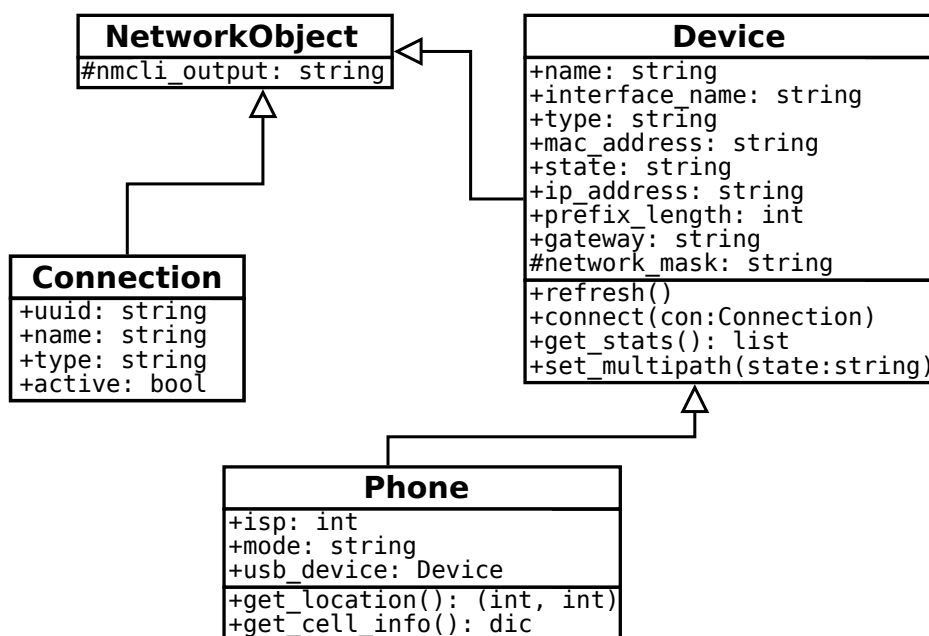 NetworkObject
#nmcli_output: string
Device
+name: string
+interface_name: string
+type: string
+mac_address: string
+state: string
+ip_address: string
+prefix_length: int
+gateway: string
#network_mask: string
+refresh()
+connect(con:Connection)
+get_stats(): list
+set_multipath(state:string)
Connection
+uuid: string
+name: string
+type: string
+active: bool
Phone
+isp: int
+mode: string
+usb_device: Device
+get_location(): (int, int)
+get_cell_info(): dic